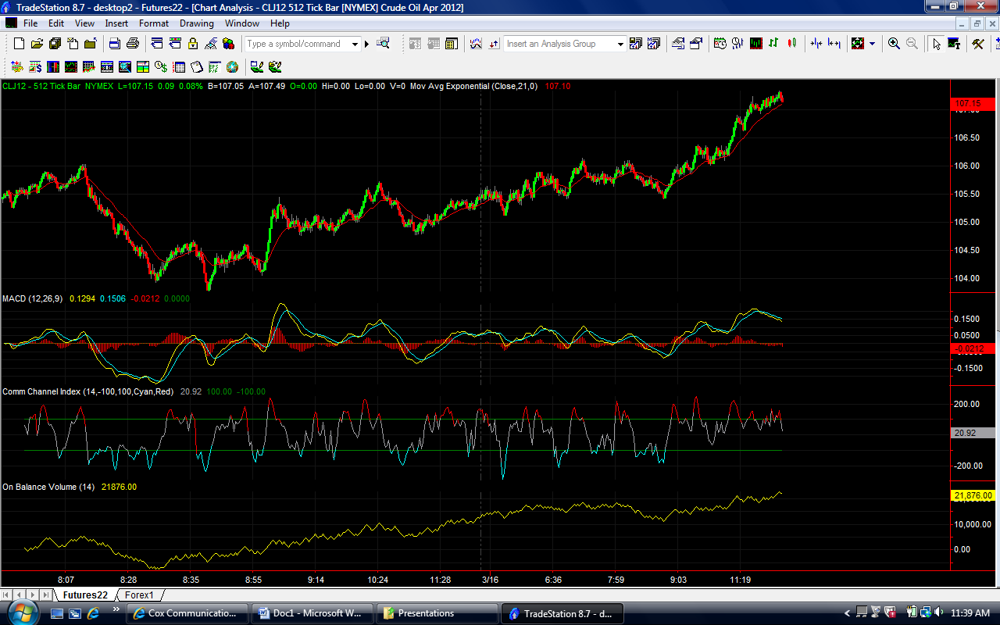 TradeStation 8.7 - desktop2 - Futures22 - [Chart Analysis - CLJ12 512 Tick Bar [NYMEX] Crude Oil Apr 2012]
File Edit View Insert Format Drawing Window Help
Type a symbol/command Insert an Analysis Group
CLJ12 - 512 Tick Bar NYMEX L=107.15 0.09 0.08% B=107.05 A=107.49 O=0.00 Hi=0.00 Lo=0.00 V=0 Mov Avg Exponential (Close,21,0) 107.10
107.15
107.00
106.50
106.00
105.50
105.00
104.50
104.00
MACD (12,26,9) 0.1294 0.1506 -0.0212 0.0000
0.1500
0.0500
-0.0212
-0.1500
Comm Channel Index (14,-100,100,Cyan,Red) 20.92 100.00 -100.00
200.00
20.92
-200.00
On Balance Volume (14) 21876.00
21,876.00
10,000.00
0.00
8:07 8:28 8:35 8:55 9:14 10:24 11:28 3/16 6:36 7:59 9:03 11:19
Futures22 Forex1
Cox Communicatio... Doc1 - Microsoft W... Presentations TradeStation 8.7 - d... 11:39 AM